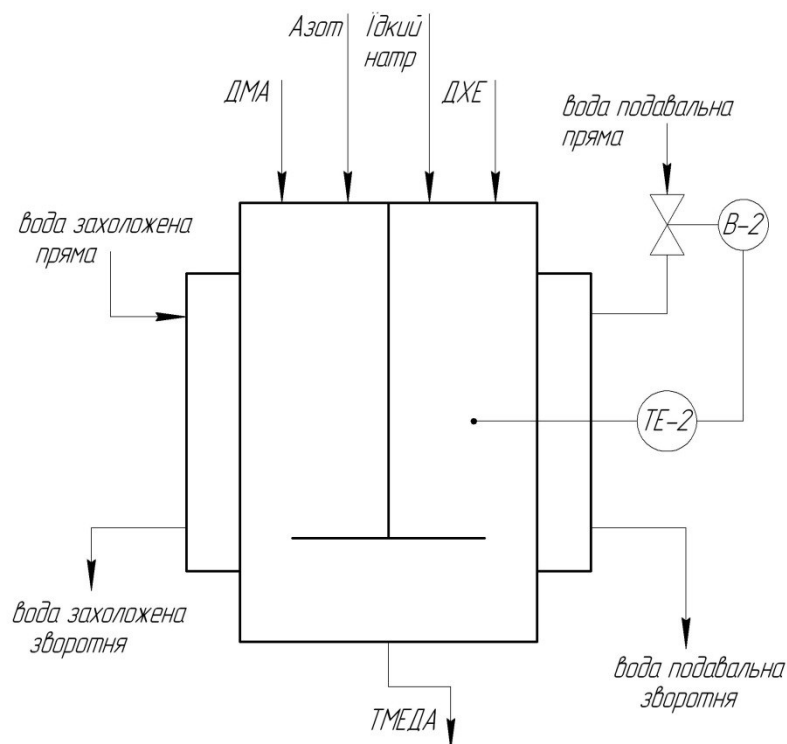 Азот
Їдкий
натр
ДМА
ДХЕ
вода подавальна
пряма
вода захоложена
пряма
В-2
ТЕ-2
вода захоложена
зворотня
вода подавальна
зворотня
ТМЕДА